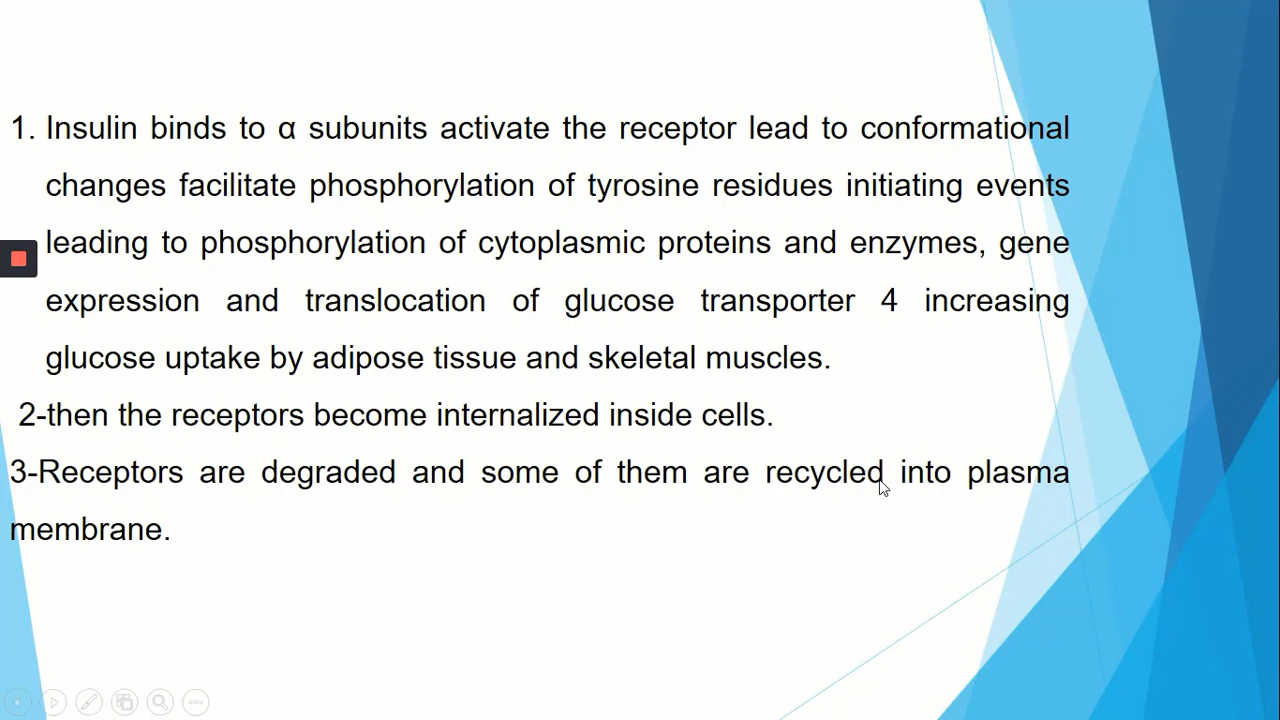 1. Insulin binds to α subunits activate the receptor lead to conformational
changes facilitate phosphorylation of tyrosine residues initiating events
leading to phosphorylation of cytoplasmic proteins and enzymes, gene
expression and translocation of glucose transporter 4 increasing
glucose uptake by adipose tissue and skeletal muscles.
2-then the receptors become internalized inside cells.
3-Receptors are degraded and some of them are recycled into plasma
membrane.